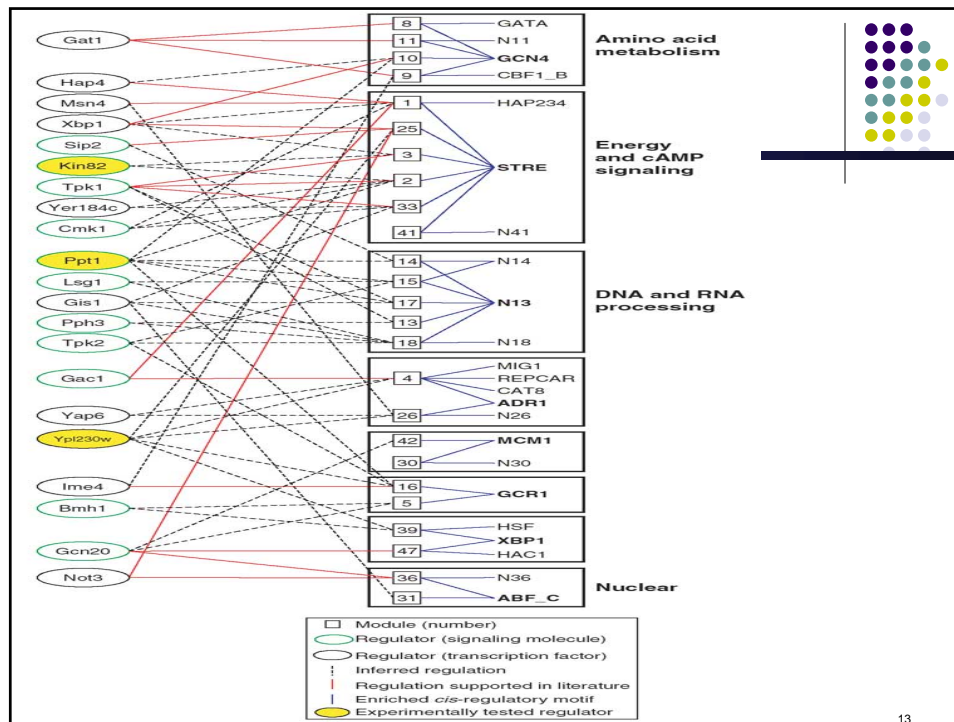 Gat1
Hap4
Msn4
Xbp1
Sip2
Kin82
Tpk1
Yer184c
Cmk1
Ppt1
Lsg1
Gis1
Pph3
Tpk2
Gac1
Yap6
Ypl230w
Ime4
Bmh1
Gcn20
Not3
8
11
10
9
GATA
N11
GCN4
CBF1_B
Amino acid
metabolism
1
25
3
2
33
41
HAP234
STRE
N41
Energy
and cAMP
signaling
14
15
17
13
18
N14
N13
N18
DNA and RNA
processing
4
26
MIG1
REPCAR
CAT8
ADR1
N26
42
30
MCM1
N30
16
5
GCR1
39
47
HSF
XBP1
HAC1
36
31
N36
ABF_C
Nuclear
Module (number)
Regulator (signaling molecule)
Regulator (transcription factor)
Inferred regulation
Regulation supported in literature
Enriched cis-regulatory motif
Experimentally tested regulator
13